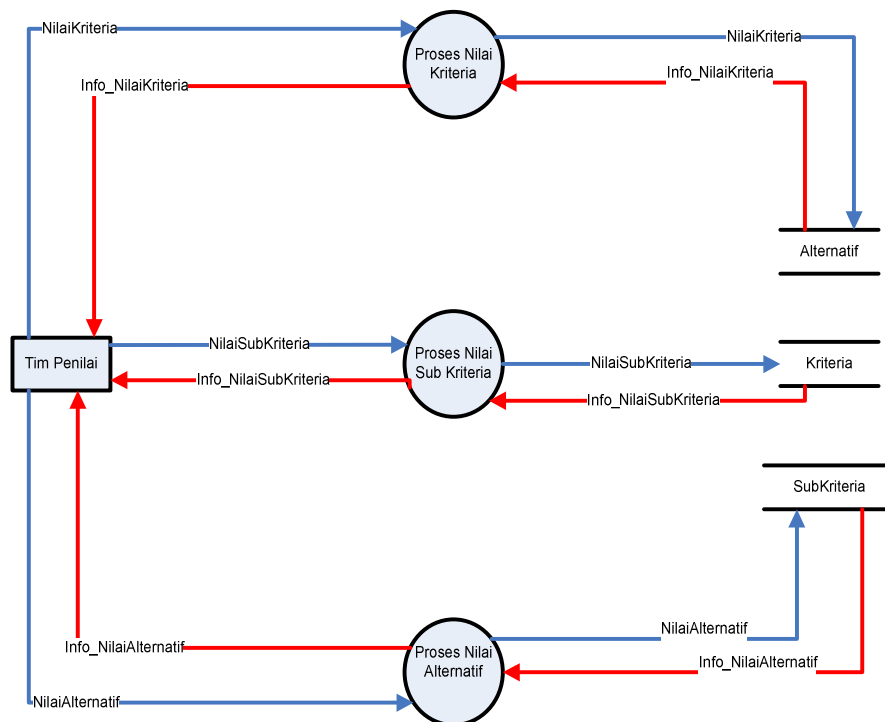 NilaiKriteria
Proses Nilai
Kriteria
NilaiKriteria
Info_NilaiKriteria
Info_NilaiKriteria
Alternatif
Tim Penilai
NilaiSubKriteria
Proses Nilai
Sub Kriteria
NilaiSubKriteria
Kriteria
Info_NilaiSubKriteria
Info_NilaiSubKriteria
SubKriteria
Info_NilaiAlternatif
Proses Nilai
Alternatif
NilaiAlternatif
Info_NilaiAlternatif
NilaiAlternatif